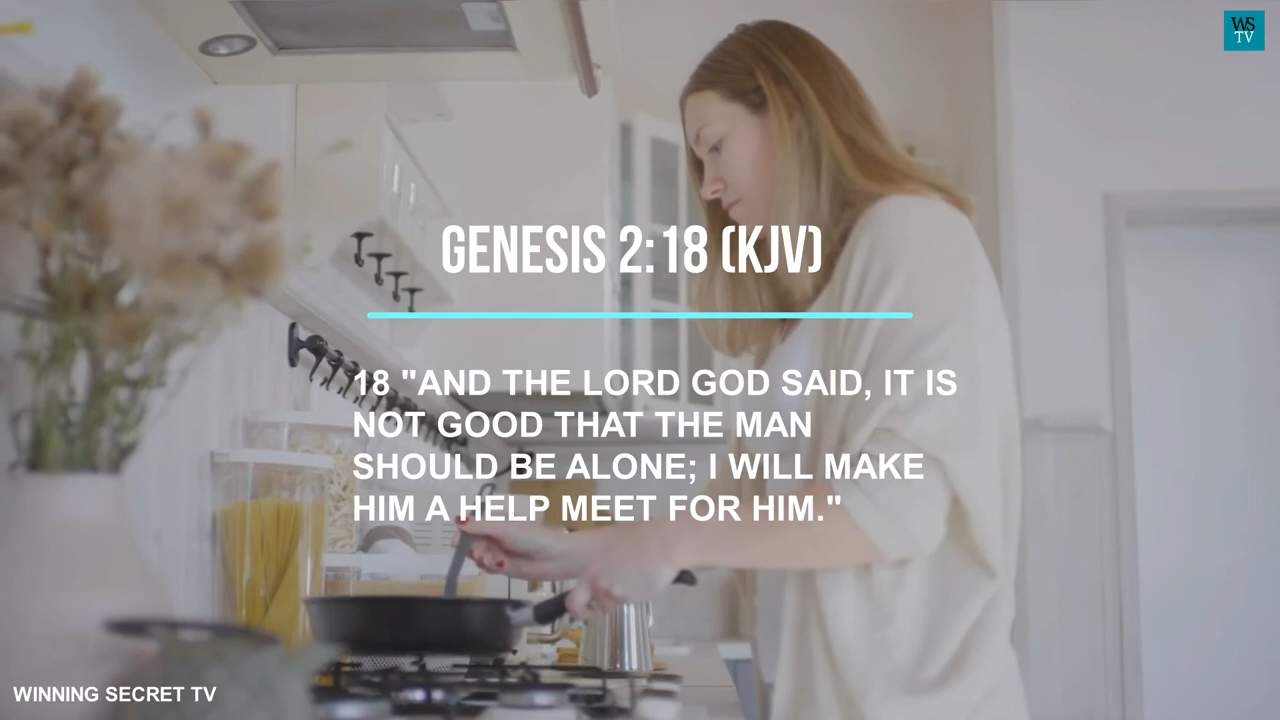 WS
TV
GENESIS 2:18 (KJV)
18 "AND THE LORD GOD SAID, IT IS
NOT GOOD THAT THE MAN
SHOULD BE ALONE; I WILL MAKE
HIM A HELP MEET FOR HIM."
WINNING SECRET TV